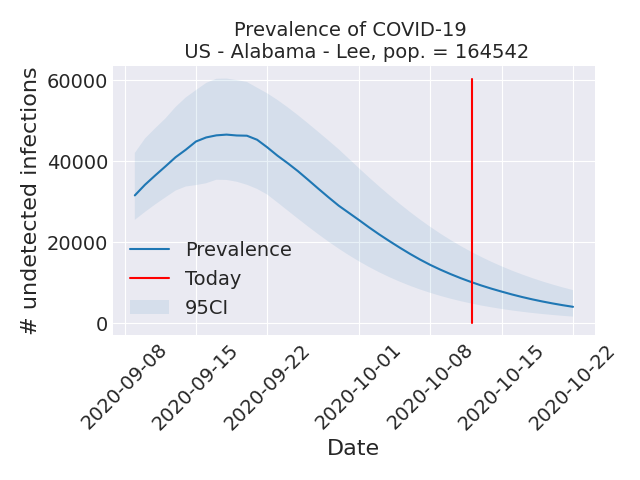 Prevalence of COVID-19
US - Alabama - Lee, pop. = 164542
# undetected infections
60000
40000
20000
0
Prevalence
Today
95CI
2020-09-08
2020-09-15
2020-09-22
2020-10-01
2020-10-08
2020-10-15
2020-10-22
Date